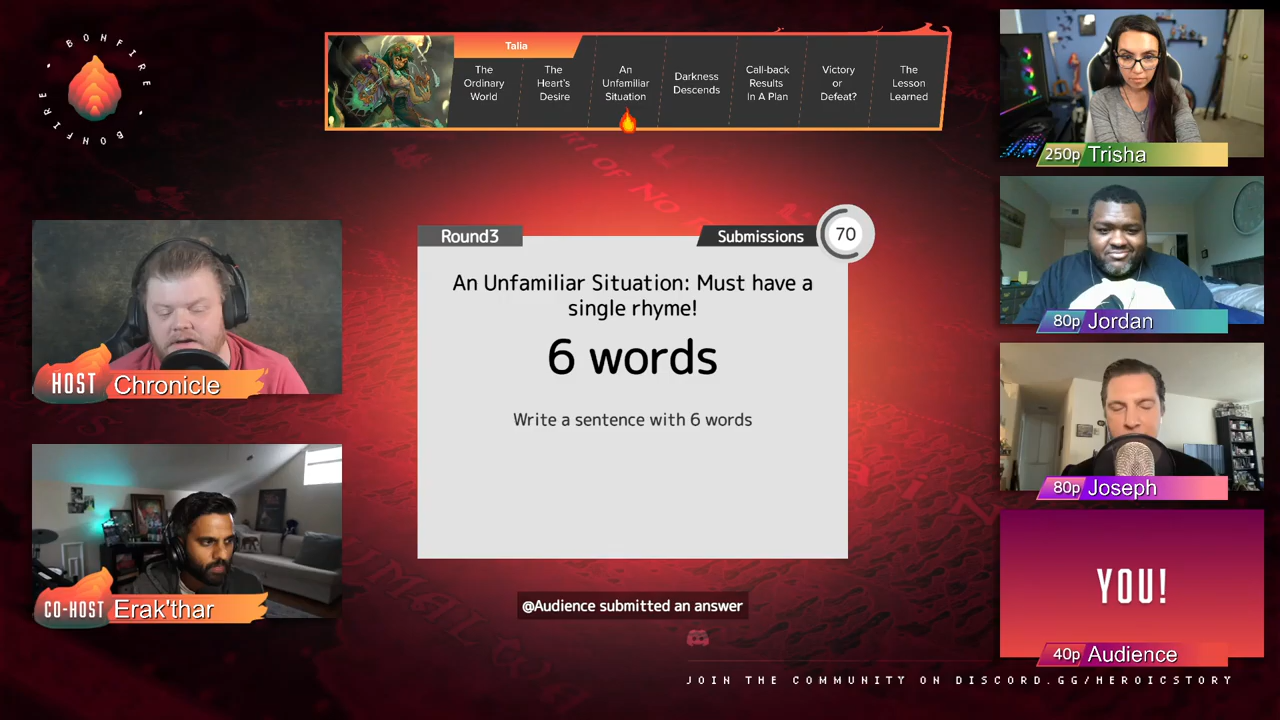 BONFIRE
BONFIRE
Talia
The
Ordinary
World
The
Heart's
Desire
An
Unfamiliar
Situation
Darkness
Descends
Call-back
Results
In A Plan
Victory
or
Defeat?
The
Lesson
Learned
250p Trisha
80p Jordan
80p Joseph
YOU!
40p Audience
HOST Chronicle
CO-HOST Erak'thar
Round3
Submissions
70
An Unfamiliar Situation: Must have a
single rhyme!
6 words
Write a sentence with 6 words
@Audience submitted an answer
JOIN THE COMMUNITY ON DISCORD.GG/HEROICSTORY